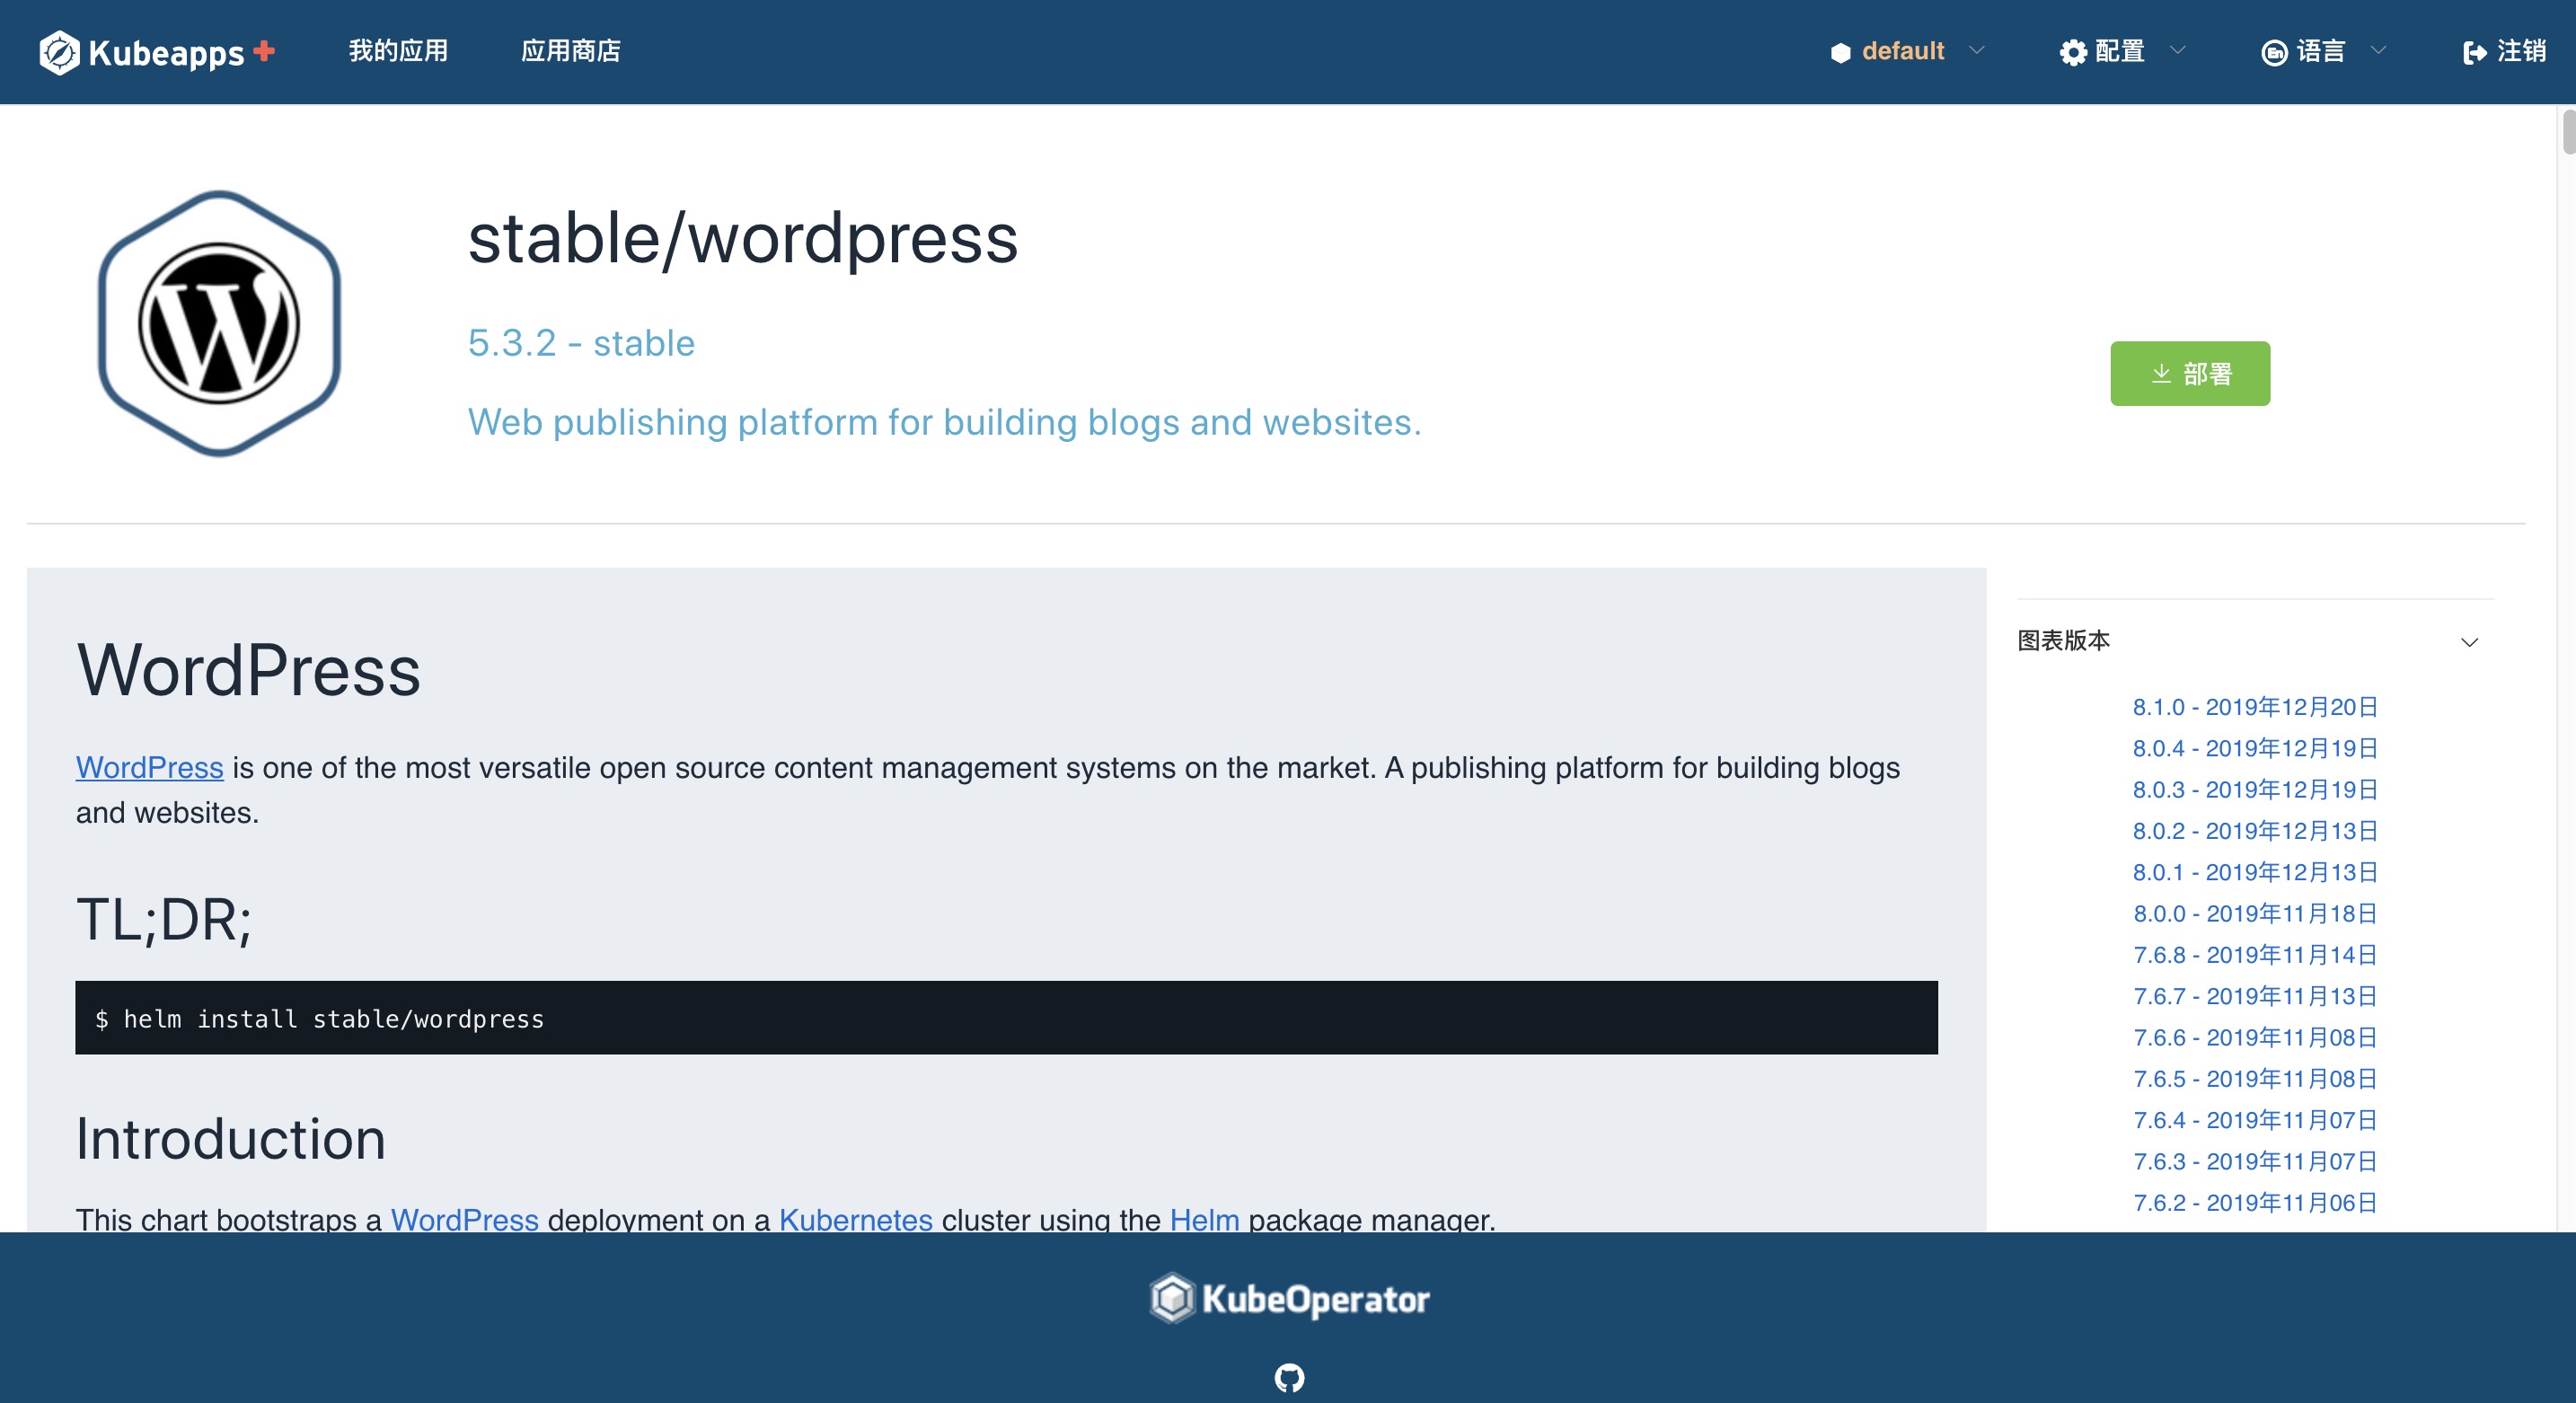 Kubeapps
我的应用
应用商店
default
配置
语言
注销
stable/wordpress
5.3.2 - stable
Web publishing platform for building blogs and websites.
部署
WordPress
WordPress is one of the most versatile open source content management systems on the market. A publishing platform for building blogs
and websites.
TL;DR;
$ helm install stable/wordpress
Introduction
This chart bootstraps a WordPress deployment on a Kubernetes cluster using the Helm package manager.
图表版本
8.1.0 - 2019年12月20日
8.0.4 - 2019年12月19日
8.0.3 - 2019年12月19日
8.0.2 - 2019年12月13日
8.0.1 - 2019年12月13日
8.0.0 - 2019年11月18日
7.6.8 - 2019年11月14日
7.6.7 - 2019年11月13日
7.6.6 - 2019年11月08日
7.6.5 - 2019年11月08日
7.6.4 - 2019年11月07日
7.6.3 - 2019年11月07日
7.6.2 - 2019年11月06日
KubeOperator